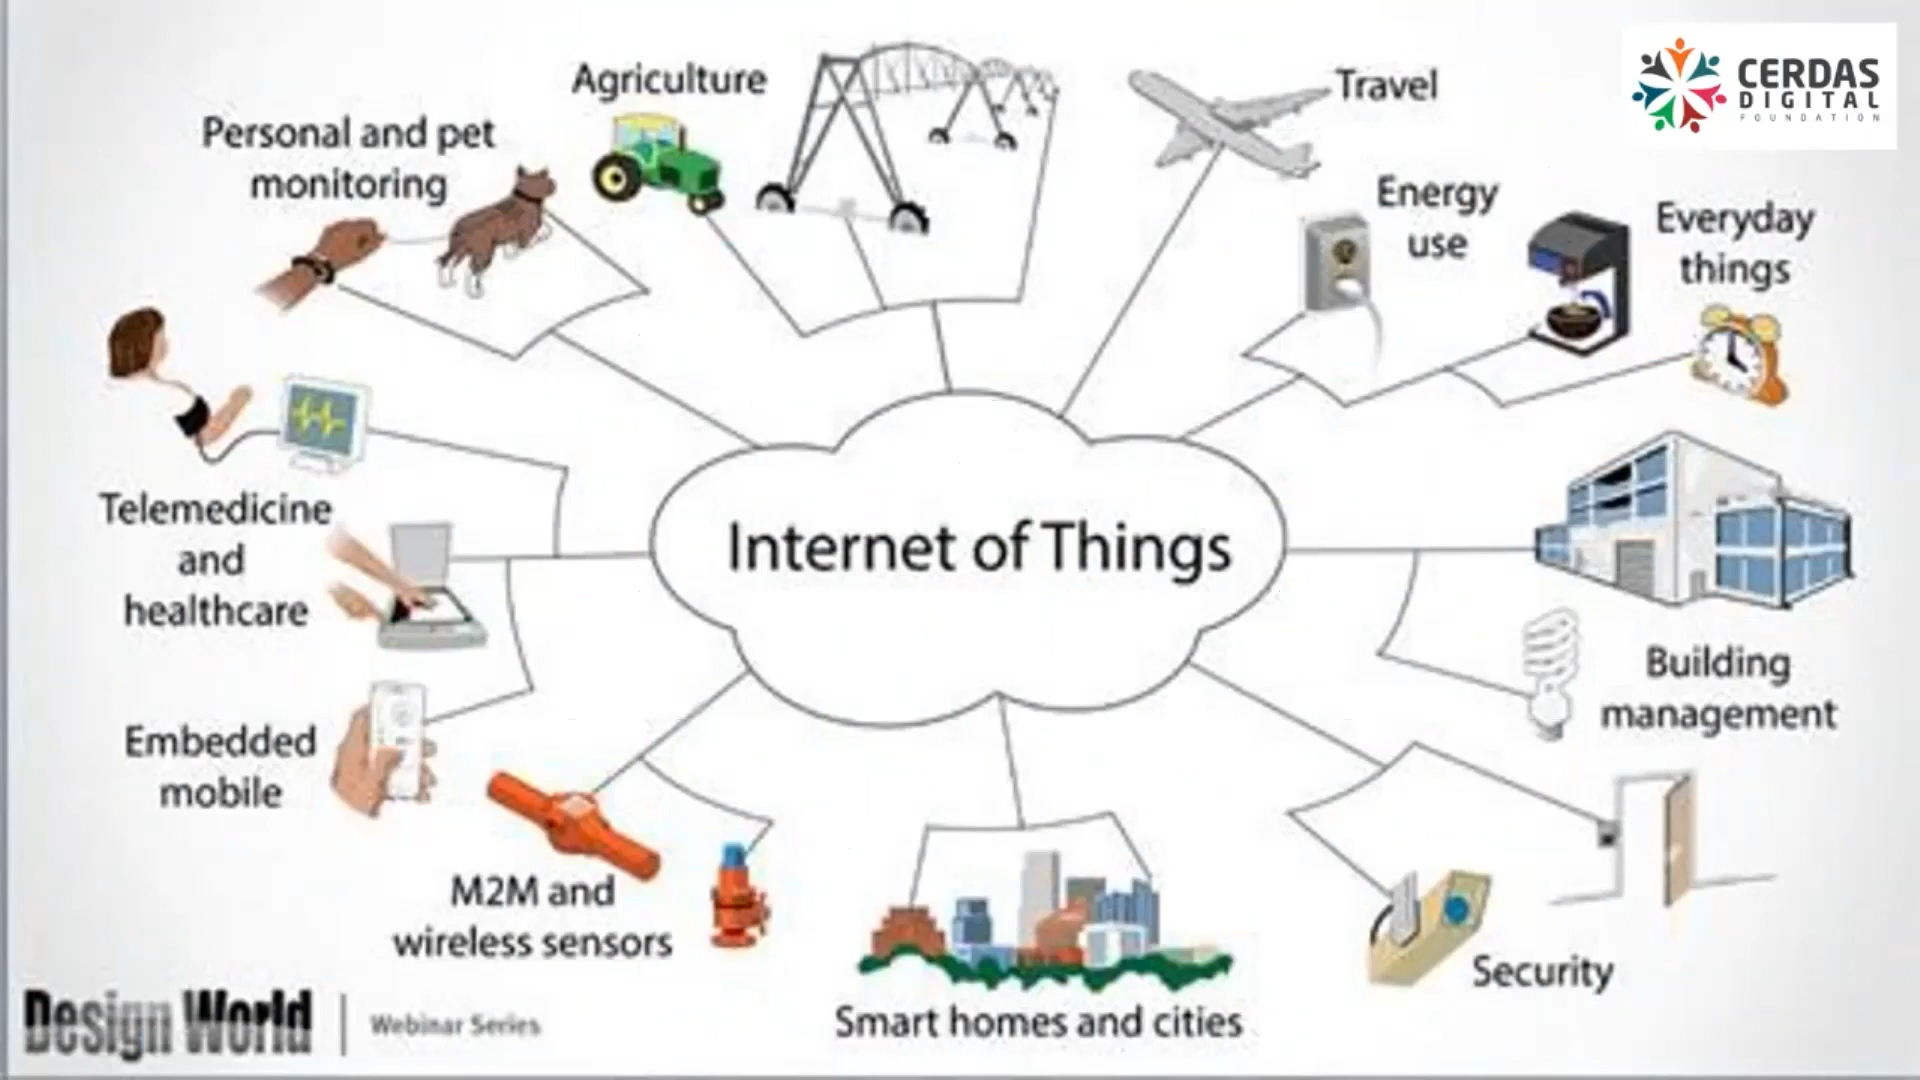 CERDAS
DIGITAL
FOUNDATION
Agriculture
Travel
Personal and pet
monitoring
Energy
use
Everyday
things
Internet of Things
Telemedicine
and
healthcare
Building
management
Embedded
mobile
M2M and
wireless sensors
Security
Smart homes and cities
Design World
Webinar Series